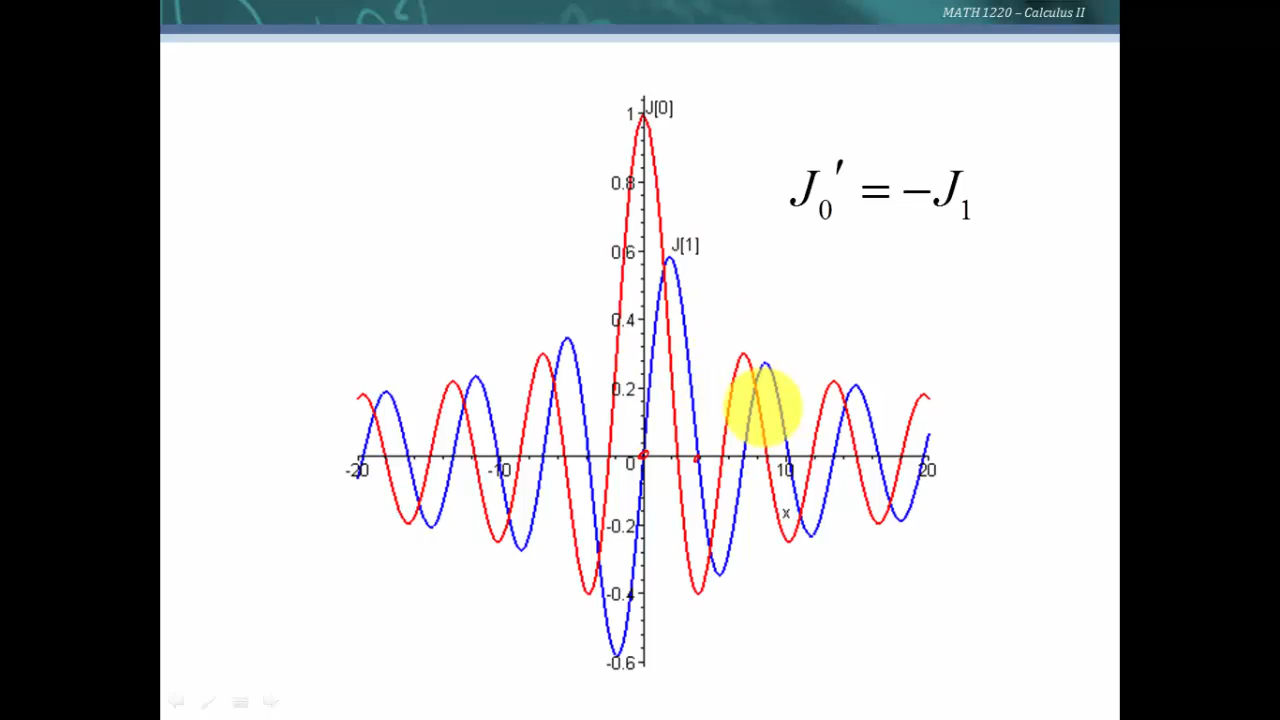 MATH 1220 – Calculus II
J[0]
1
J₀′ = −J₁
0.8
J[1]
0.6
0.4
0.2
-20 -10 0 10 20
x
-0.2
-0.4
-0.6